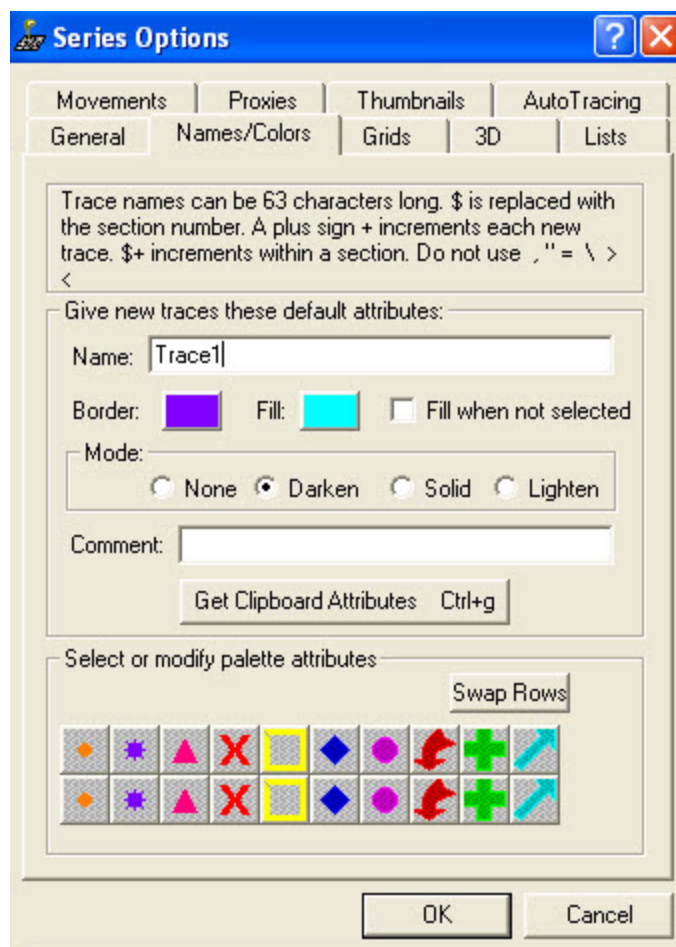 Series Options
Movements Proxies Thumbnails AutoTracing
General Names/Colors Grids 3D Lists
Trace names can be 63 characters long. $ is replaced with
the section number. A plus sign + increments each new
trace. $+ increments within a section. Do not use , " = \ >
<
Give new traces these default attributes:
Name: Trace1
Border: Fill: Fill when not selected
Mode:
None Darken Solid Lighten
Comment:
Get Clipboard Attributes Ctrl+g
Select or modify palette attributes
Swap Rows
OK Cancel